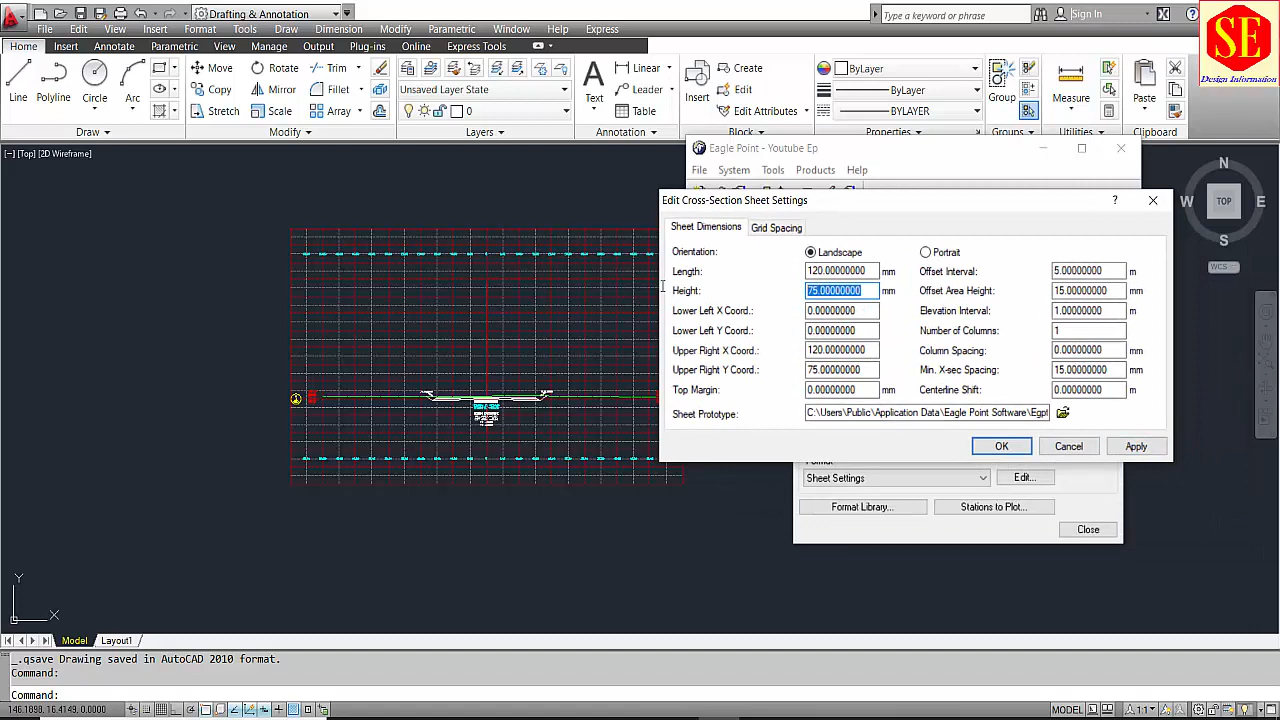 Drafting & Annotation
Type a keyword or phrase
Sign In
SE
Design Information
File Edit View Insert Format Tools Draw Dimension Modify Parametric Window Help Express
Home Insert Annotate Parametric View Manage Output Plug-ins Online Express Tools
Line Polyline Circle Arc
Move Rotate Trim
Copy Mirror Fillet
Stretch Scale Array
Unsaved Layer State
0
Text Linear
Leader
Table
Insert Create
Edit
Edit Attributes
ByLayer
ByLayer
BYLAYER
Group Measure Paste
Draw Modify Layers Annotation Block Properties Groups Utilities Clipboard
[−] [Top] [2D Wireframe]
Eagle Point - Youtube Ep
File System Tools Products Help
Edit Cross-Section Sheet Settings
Sheet Dimensions Grid Spacing
Orientation: Landscape Portrait
Length: 120.00000000 mm Offset Interval: 5.00000000 m
Height: 75.00000000 mm Offset Area Height: 15.00000000 mm
Lower Left X Coord.: 0.00000000 Elevation Interval: 1.00000000 m
Lower Left Y Coord.: 0.00000000 Number of Columns: 1
Upper Right X Coord.: 120.00000000 Column Spacing: 0.00000000 mm
Upper Right Y Coord.: 75.00000000 Min. X-sec Spacing: 15.00000000 mm
Top Margin: 0.00000000 mm Centerline Shift: 0.00000000 m
Sheet Prototype: C:\Users\Public\Application Data\Eagle Point Software\Egpt
OK Cancel Apply
Sheet Settings Edit...
Format Library... Stations to Plot...
Close
N
W TOP E
S
WCS
Y
X
Model Layout1
_.qsave Drawing saved in AutoCAD 2010 format.
Command:
Command:
146.1898, 16.4149, 0.0000
MODEL 1:1